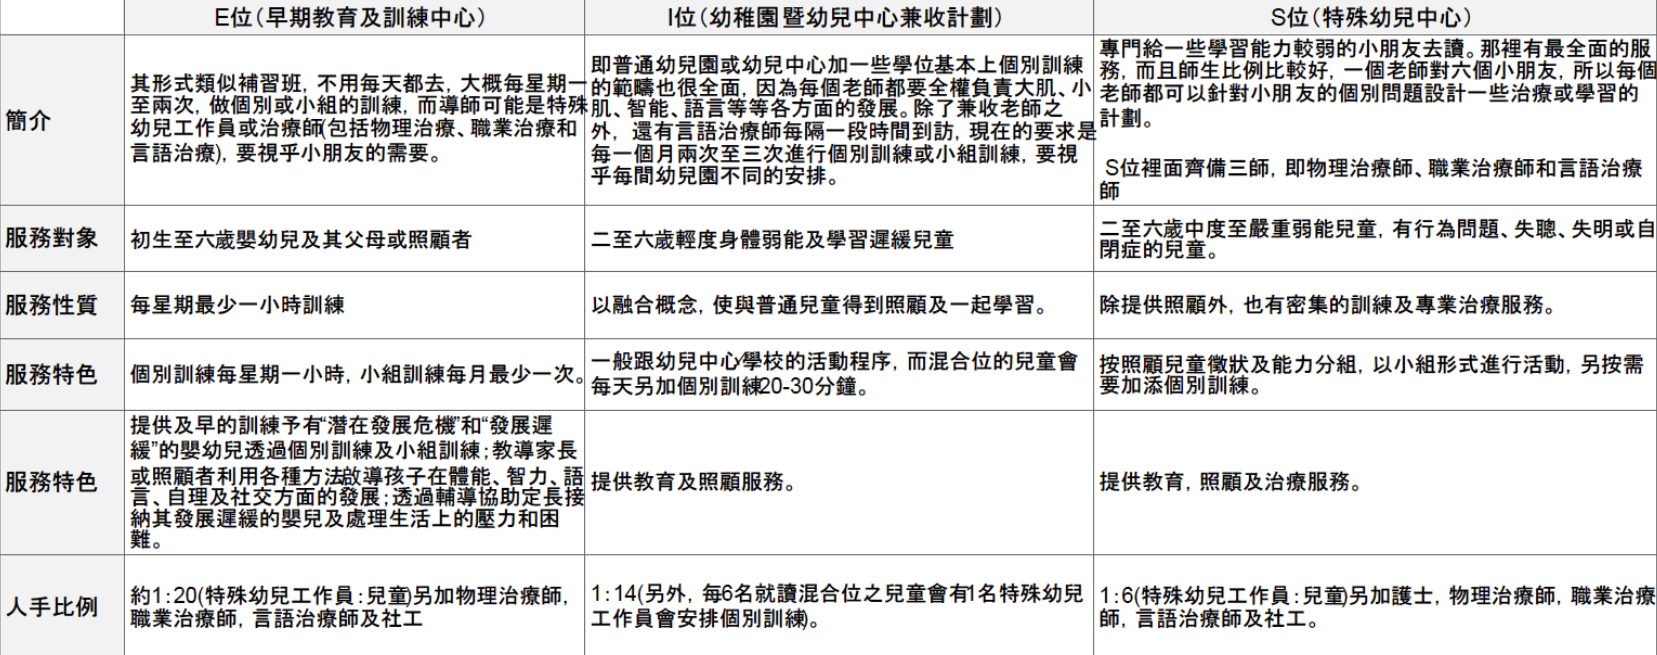 E位（早期教育及訓練中心）
I位（幼稚園暨幼兒中心兼收計劃）
S位（特殊幼兒中心）
簡介
其形式類似補習班，不用每天都去，大概每星期一
至兩次，做個別或小組的訓練，而導師可能是特殊
幼兒工作員或治療師(包括物理治療、職業治療和
言語治療)，要視乎小朋友的需要。
即普通幼兒園或幼兒中心加一些學位基本上個別訓練
的範疇也很全面，因為每個老師都要全權負責大肌、小
肌、智能、語言等等各方面的發展。除了兼收老師之
外，還有言語治療師每隔一段時間到訪，現在的要求是
每一個月兩次至三次進行個別訓練或小組訓練，要視
乎每間幼兒園不同的安排。
專門給一些學習能力較弱的小朋友去讀。那裡有最全面的服
務，而且師生比例比較好，一個老師對六個小朋友，所以每個
老師都可以針對小朋友的個別問題設計一些治療或學習的
計劃。
S位裡面齊備三師，即物理治療師、職業治療師和言語治療
師
服務對象
初生至六歲嬰幼兒及其父母或照顧者
二至六歲輕度身體弱能及學習遲緩兒童
二至六歲中度至嚴重弱能兒童，有行為問題、失聰、失明或自
閉症的兒童。
服務性質
每星期最少一小時訓練
以融合概念，使與普通兒童得到照顧及一起學習。
除提供照顧外，也有密集的訓練及專業治療服務。
服務特色
個別訓練每星期一小時，小組訓練每月最少一次。
一般跟幼兒中心/學校的活動程序，而混合位的兒童會
每天另加個別訓練20-30分鐘。
按照顧兒童徵狀及能力分組，以小組形式進行活動，另按需
要加添個別訓練。
服務特色
提供及早的訓練予有“潛在發展危機”和“發展遲
緩”的嬰幼兒透過個別訓練及小組訓練；教導家長
或照顧者利用各種方法啟導孩子在體能、智力、語
言、自理及社交方面的發展；透過輔導協助定長接
納其發展遲緩的嬰兒及處理生活上的壓力和困
難。
提供教育及照顧服務。
提供教育，照顧及治療服務。
人手比例
約1：20(特殊幼兒工作員：兒童)另加物理治療師，
職業治療師，言語治療師及社工
1：14(另外，每6名就讀混合位之兒童會有1名特殊幼兒
工作員會安排個別訓練)。
1：6(特殊幼兒工作員：兒童)另加護士，物理治療師，職業治療
師，言語治療師及社工。